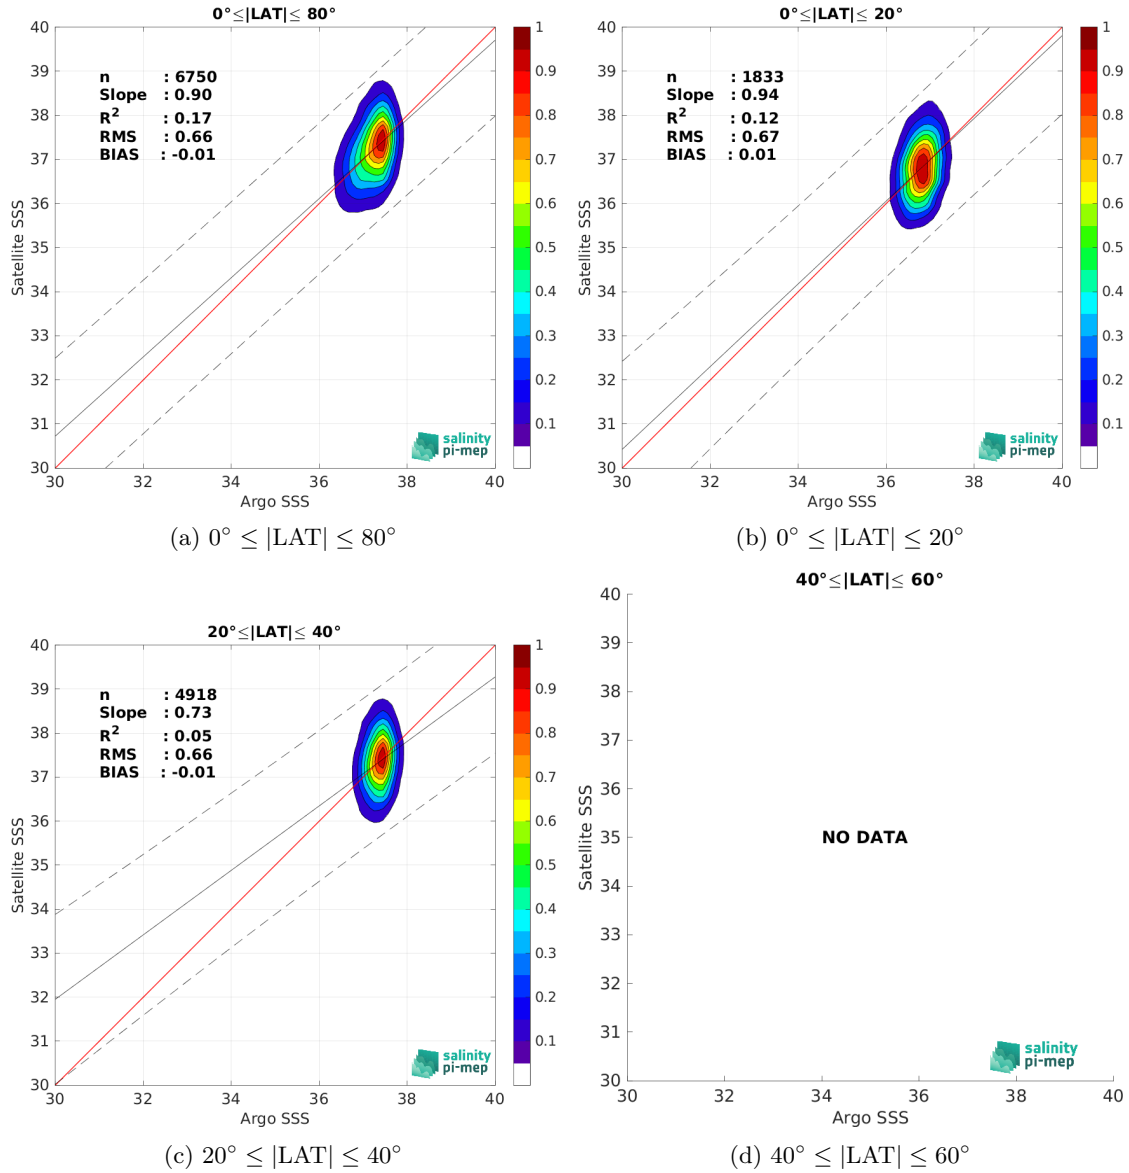 0°≤|LAT|≤ 80°
40
39
38
37
36
35
34
33
32
31
30
30 32 34 36 38 40
Satellite SSS
Argo SSS
n : 6750
Slope : 0.90
R² : 0.17
RMS : 0.66
BIAS : -0.01
salinity
pi-mep
1
0.9
0.8
0.7
0.6
0.5
0.4
0.3
0.2
0.1
(a) 0° ≤ |LAT| ≤ 80°
0°≤|LAT|≤ 20°
40
39
38
37
36
35
34
33
32
31
30
30 32 34 36 38 40
Satellite SSS
Argo SSS
n : 1833
Slope : 0.94
R² : 0.12
RMS : 0.67
BIAS : 0.01
salinity
pi-mep
1
0.9
0.8
0.7
0.6
0.5
0.4
0.3
0.2
0.1
(b) 0° ≤ |LAT| ≤ 20°
20°≤|LAT|≤ 40°
40
39
38
37
36
35
34
33
32
31
30
30 32 34 36 38 40
Satellite SSS
Argo SSS
n : 4918
Slope : 0.73
R² : 0.05
RMS : 0.66
BIAS : -0.01
salinity
pi-mep
1
0.9
0.8
0.7
0.6
0.5
0.4
0.3
0.2
0.1
(c) 20° ≤ |LAT| ≤ 40°
40°≤|LAT|≤ 60°
40
39
38
37
36
35
34
33
32
31
30
30 32 34 36 38 40
Satellite SSS
Argo SSS
NO DATA
salinity
pi-mep
(d) 40° ≤ |LAT| ≤ 60°